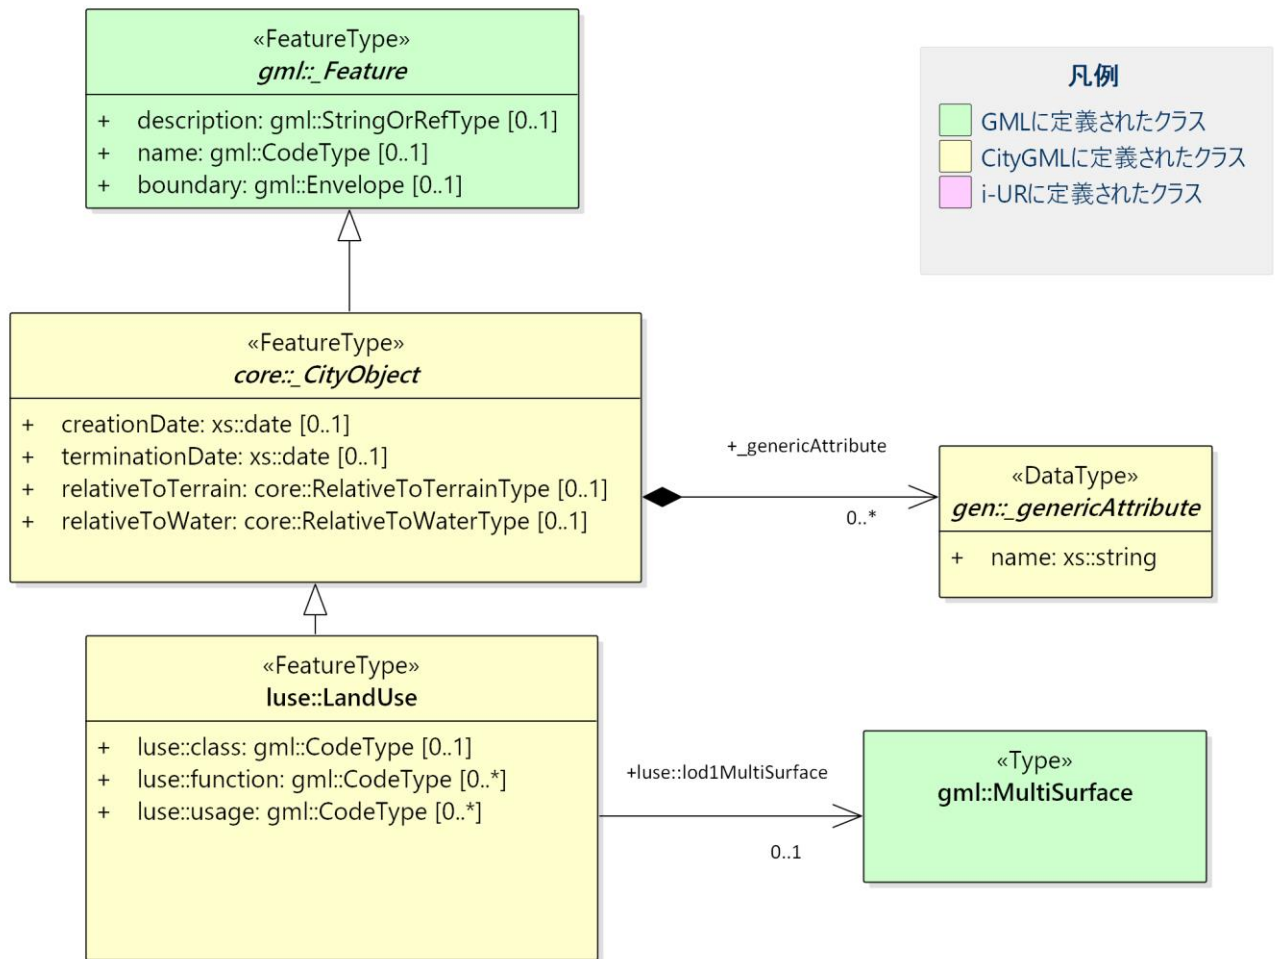 «FeatureType»
gml::_Feature
+ description: gml::StringOrRefType [0..1]
+ name: gml::CodeType [0..1]
+ boundary: gml::Envelope [0..1]
凡例
GMLに定義されたクラス
CityGMLに定義されたクラス
i-URに定義されたクラス
«FeatureType»
core::_CityObject
+ creationDate: xs::date [0..1]
+ terminationDate: xs::date [0..1]
+ relativeToTerrain: core::RelativeToTerrainType [0..1]
+ relativeToWater: core::RelativeToWaterType [0..1]
+_genericAttribute
0..*
«DataType»
gen::_genericAttribute
+ name: xs::string
«FeatureType»
luse::LandUse
+ luse::class: gml::CodeType [0..1]
+ luse::function: gml::CodeType [0..*]
+ luse::usage: gml::CodeType [0..*]
+luse::lod1MultiSurface
0..1
«Type»
gml::MultiSurface